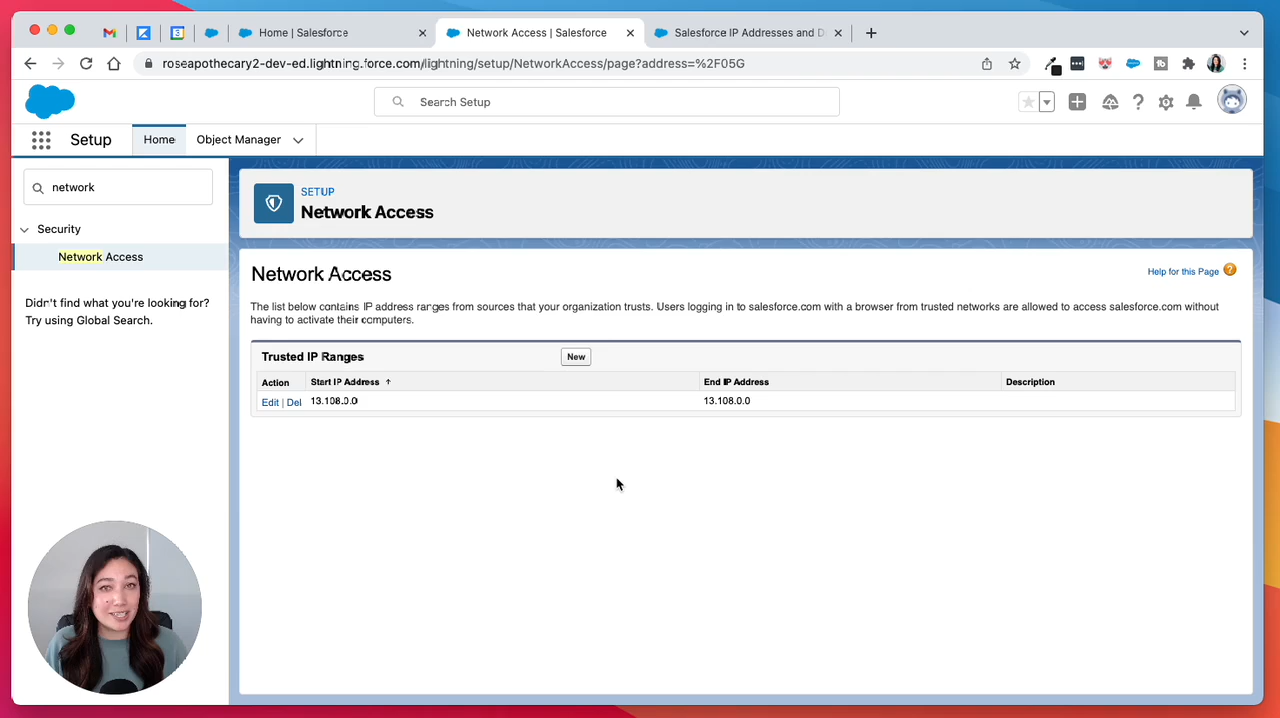 Home | Salesforce
Network Access | Salesforce
Salesforce IP Addresses and D
roseapothecary2-dev-ed.lightning.force.com/lightning/setup/NetworkAccess/page?address=%2F05G
Search Setup
Setup
Home
Object Manager
network
Security
Network Access
Didn't find what you're looking for?
Try using Global Search.
SETUP
Network Access
Network Access
Help for this Page
The list below contains IP address ranges from sources that your organization trusts. Users logging in to salesforce.com with a browser from trusted networks are allowed to access salesforce.com without
having to activate their computers.
Trusted IP Ranges
New
Action
Start IP Address
End IP Address
Description
Edit | Del
13.108.0.0
13.108.0.0